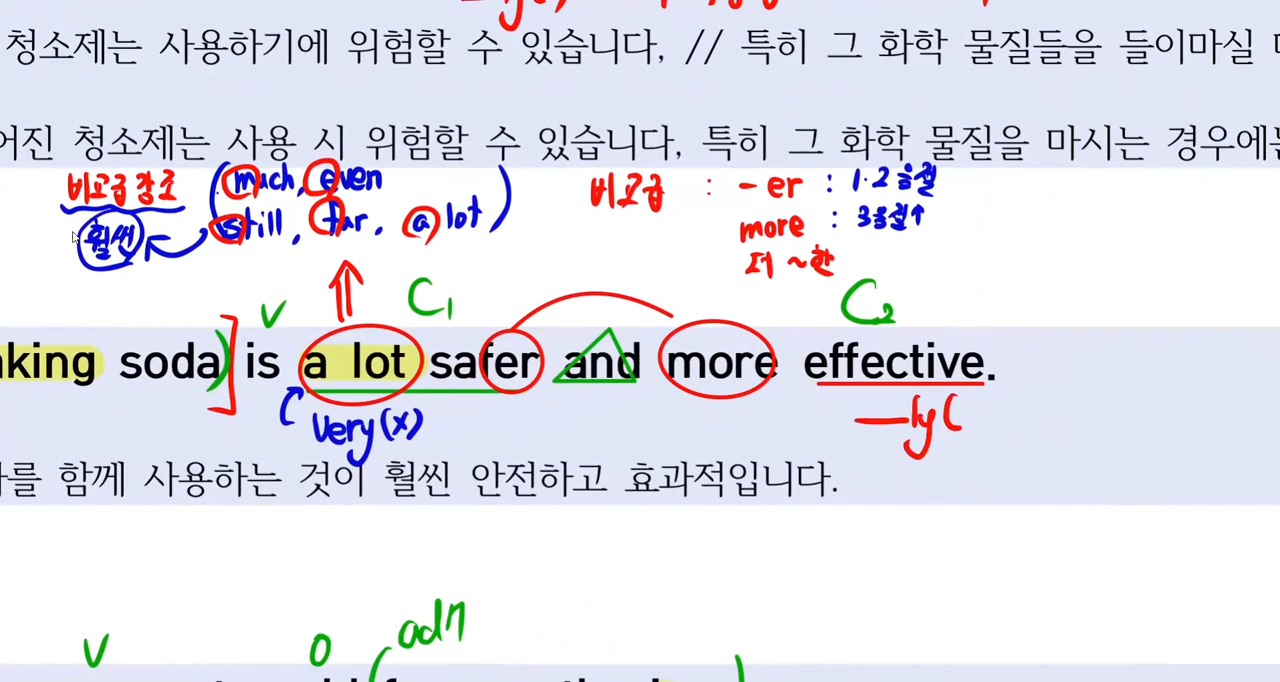 청소제는 사용하기에 위험할 수 있습니다, // 특히 그 화학 물질들을 들이마실
어진 청소제는 사용 시 위험할 수 있습니다, 특히 그 화학 물질을 마시는 경우에는
비교급 강조 (much, even
훨씬 still, far, a lot)
비교급 : -er : 1·2음절
more : 3음절↑
더 ~한
V C1 C2
aking soda) ] is a lot safer and more effective.
very(x) —ly(
를 함께 사용하는 것이 훨씬 안전하고 효과적입니다.
V O (